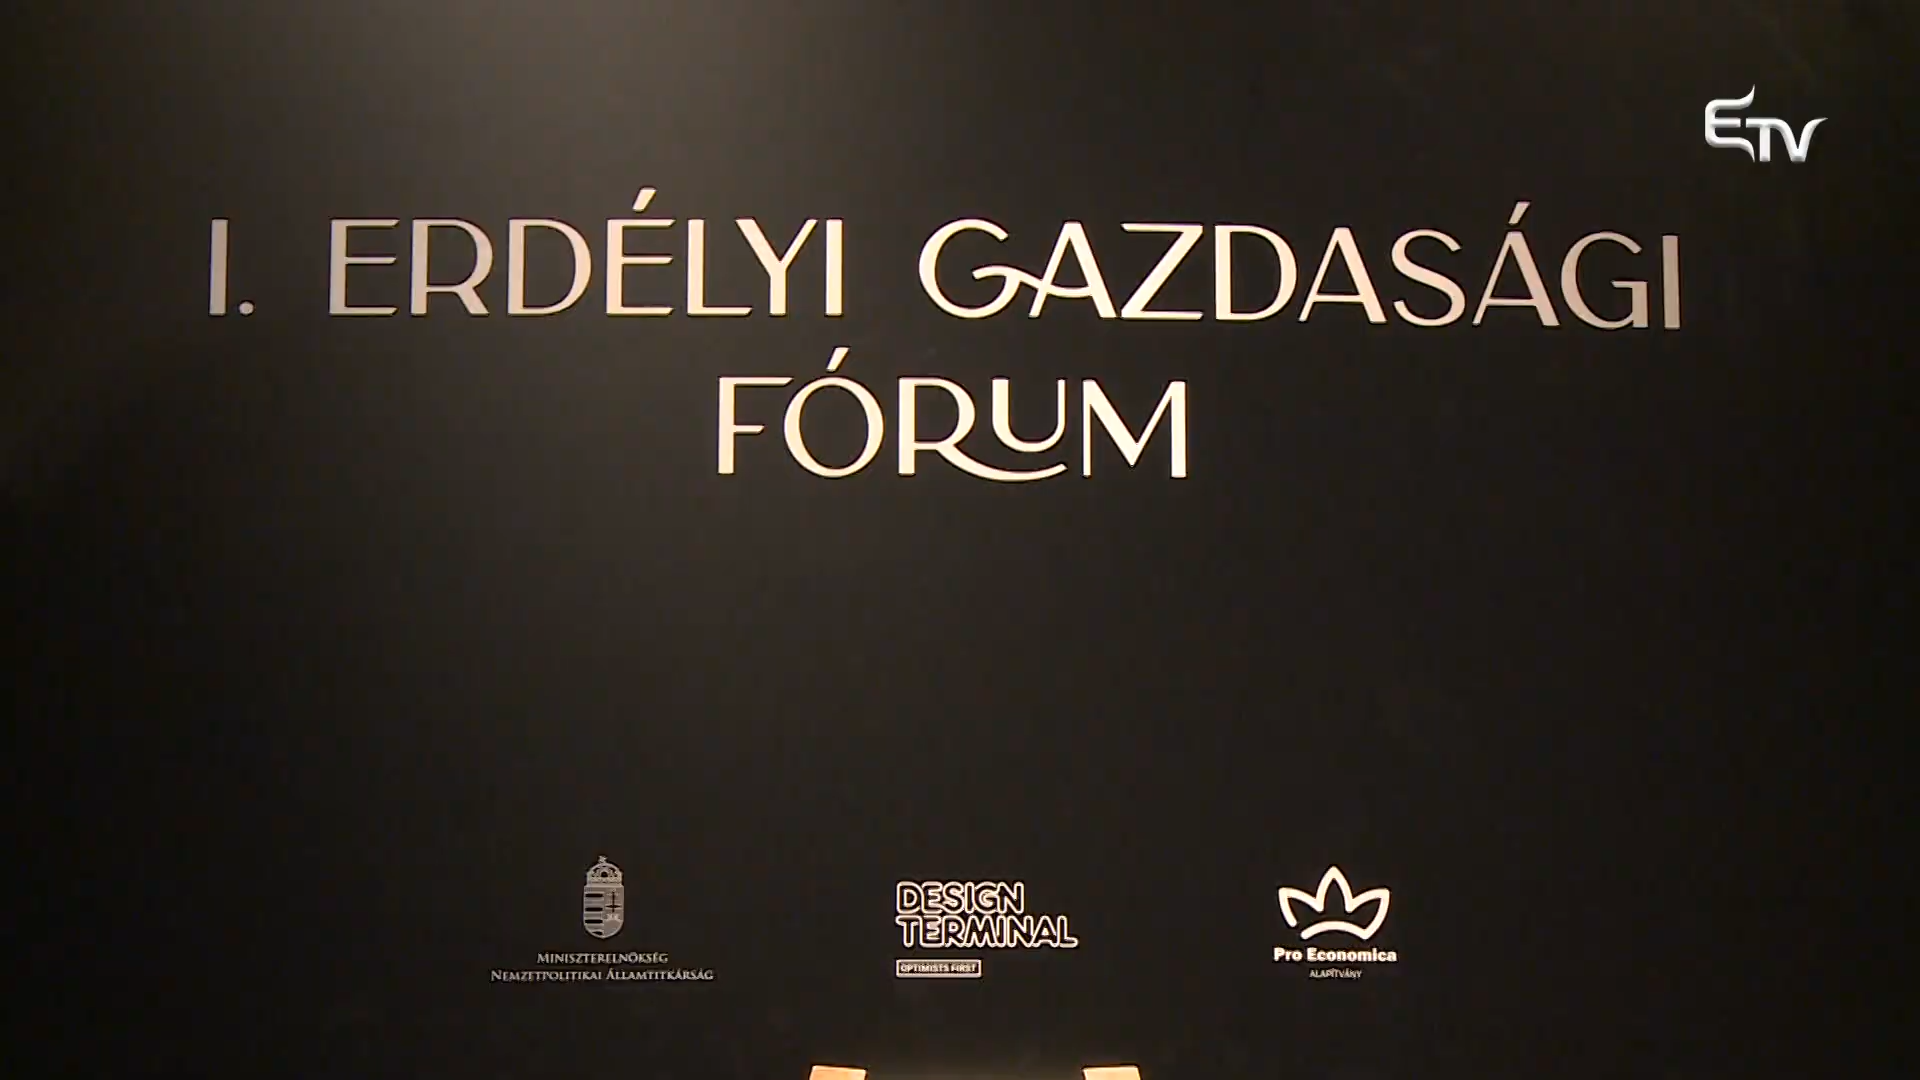 ETV
I. ERDÉLYI GAZDASÁGI
FÓRUM
MINISZTERELNÖKSÉG
NEMZETPOLITIKAI ÁLLAMTITKÁRSÁG
DESIGN
TERMINAL
OPTIMISTS FIRST
Pro Economica
ALAPÍTVÁNY